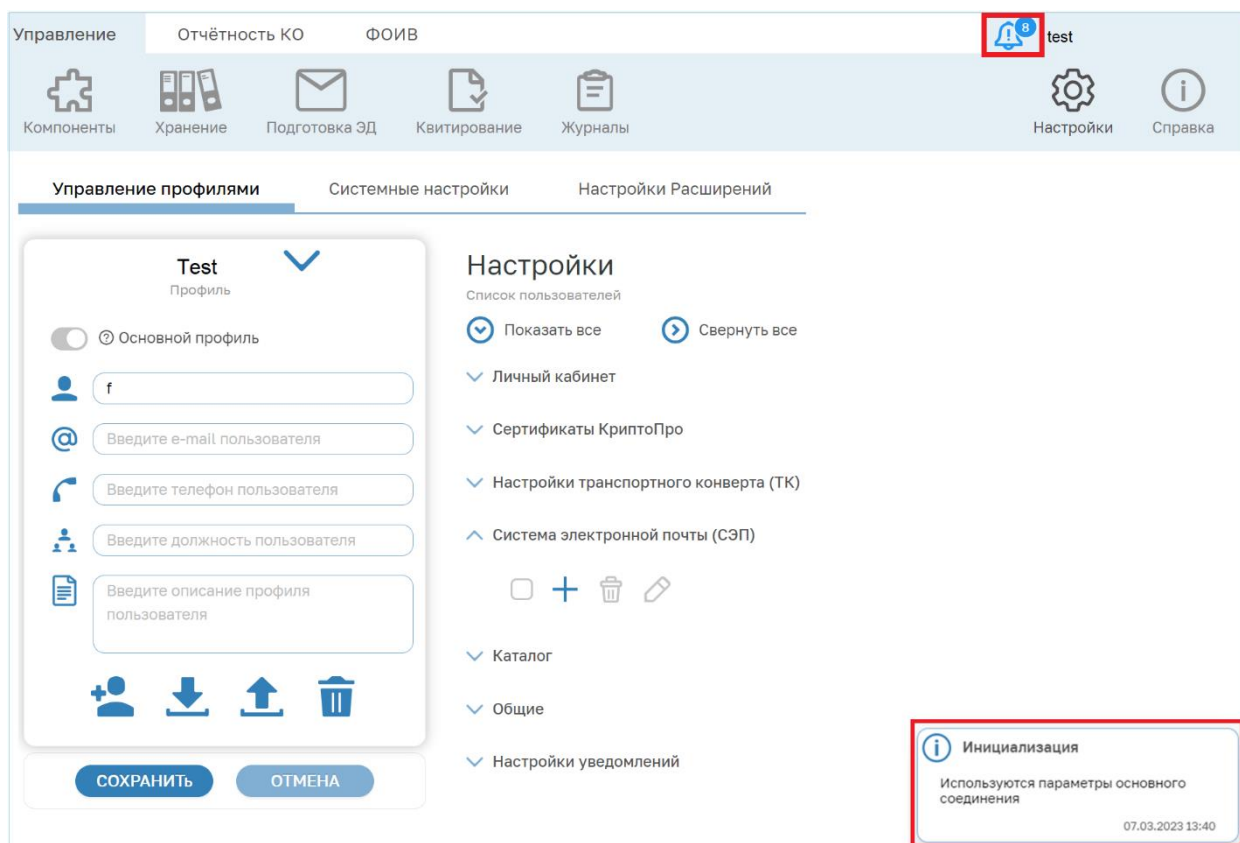 Управление Отчётность КО ФОИВ 8 test
Компоненты Хранение Подготовка ЭД Квитирование Журналы Настройки Справка
Управление профилями Системные настройки Настройки Расширений
Test
Профиль
Основной профиль
f
Введите e-mail пользователя
Введите телефон пользователя
Введите должность пользователя
Введите описание профиля
пользователя
СОХРАНИТЬ ОТМЕНА
Настройки
Список пользователей
Показать все Свернуть все
Личный кабинет
Сертификаты КриптоПро
Настройки транспортного конверта (ТК)
Система электронной почты (СЭП)
Каталог
Общие
Настройки уведомлений
Инициализация
Используются параметры основного
соединения
07.03.2023 13:40